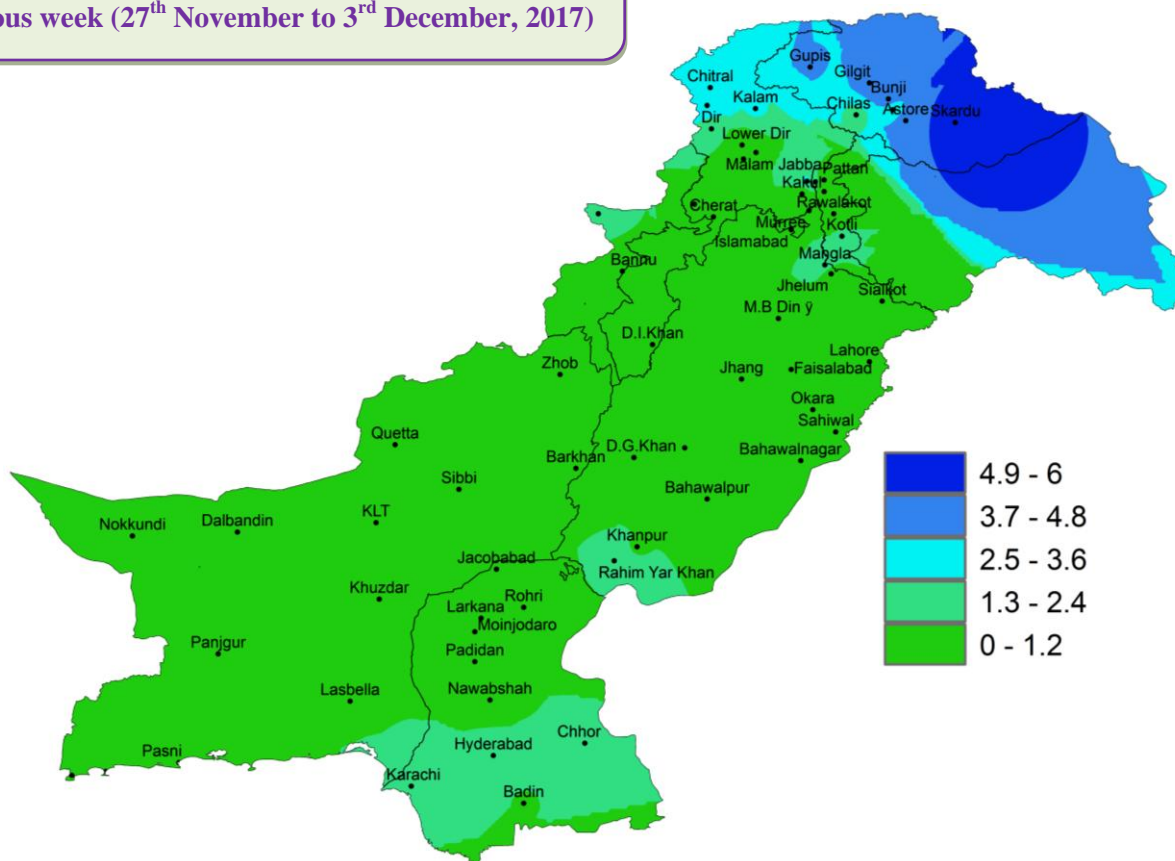 ous week (27th November to 3rd December, 2017)
Gupis
Gilgit
Chitral
Bunji
Kalam
Chilas
Astore Skardu
Dir
Lower Dir
Malam Jabba Pattan
Kakul
Cherat
Rawalakot
Murree Kotli
Islamabad
Mangla
Bannu
Jhelum
Sialkot
M.B Din ÿ
D.I.Khan
Lahore
Zhob
Jhang
Faisalabad
Okara
Sahiwal
Quetta
D.G.Khan
Bahawalnagar
Barkhan
Sibbi
Bahawalpur
KLT
Nokkundi
Dalbandin
Khanpur
Jacobabad
Rahim Yar Khan
Khuzdar
Rohri
Larkana
Moinjodaro
Panjgur
Padidan
Lasbella
Nawabshah
Chhor
Pasni
Hyderabad
Karachi
Badin
4.9 - 6
3.7 - 4.8
2.5 - 3.6
1.3 - 2.4
0 - 1.2